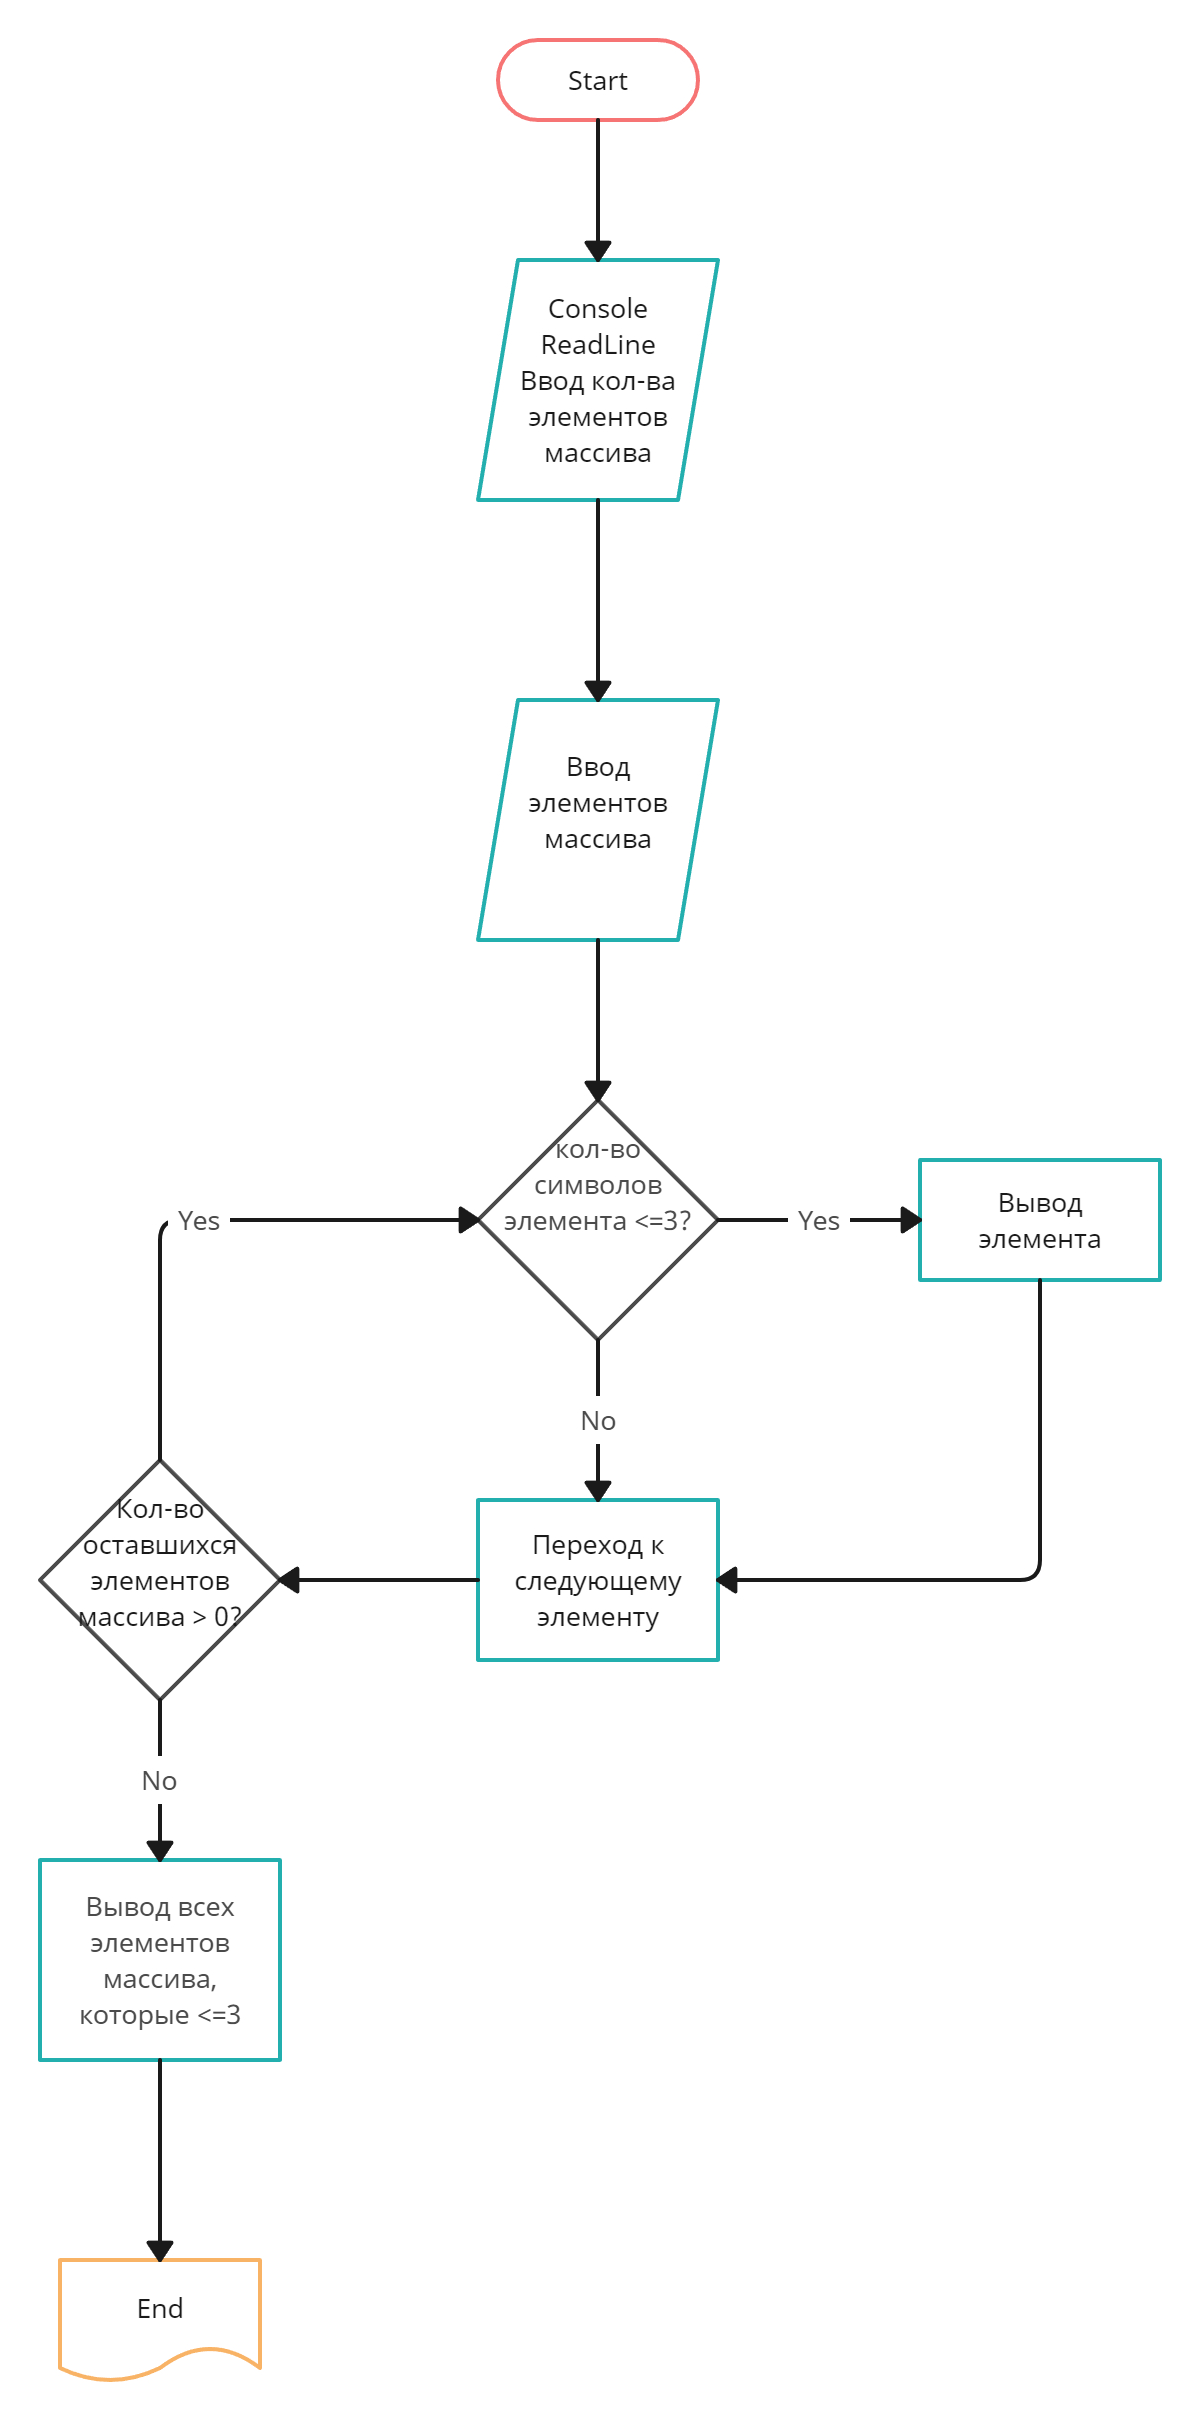 Start
Console
ReadLine
Ввод кол-ва
элементов
массива
Ввод
элементов
массива
кол-во
символов
элемента <=3?
Yes
Вывод
элемента
Yes
No
Переход к
следующему
элементу
Кол-во
оставшихся
элементов
массива > 0?
No
Вывод всех
элементов
массива,
которые <=3
End